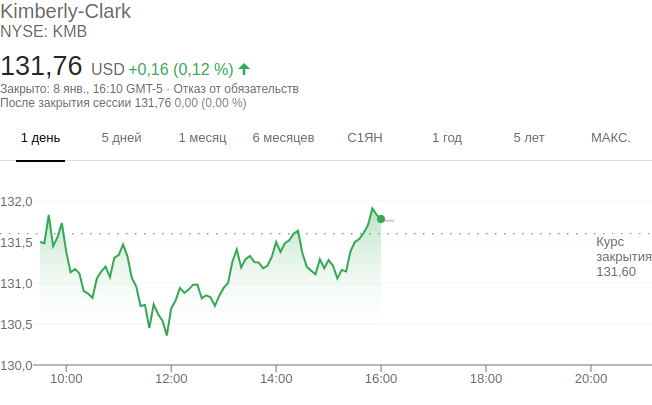 Kimberly-Clark
NYSE: KMB
131,76 USD +0,16 (0,12 %)
Закрыто: 8 янв., 16:10 GMT-5 · Отказ от обязательств
После закрытия сессии 131,76 0,00 (0,00 %)
1 день 5 дней 1 месяц 6 месяцев С1ЯН 1 год 5 лет МАКС.
132,0
131,5
131,0
130,5
130,0
Курс
закрытия
131,60
10:00 12:00 14:00 16:00 18:00 20:00